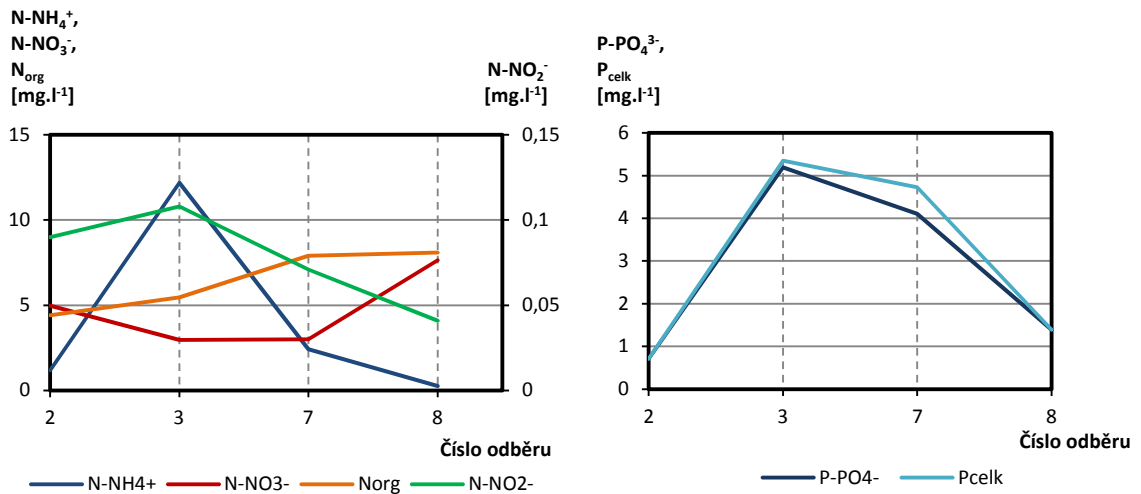 N-NH₄⁺,
N-NO₃⁻,
N_org
[mg.l⁻¹]
N-NO₂⁻
[mg.l⁻¹]
15
10
5
0
0,15
0,1
0,05
0
2 3 7 8
Číslo odběru
N-NH4+ N-NO3- Norg N-NO2-
P-PO₄³⁻,
P_celk
[mg.l⁻¹]
6
5
4
3
2
1
0
2 3 7 8
Číslo odběru
P-PO4- Pcelk